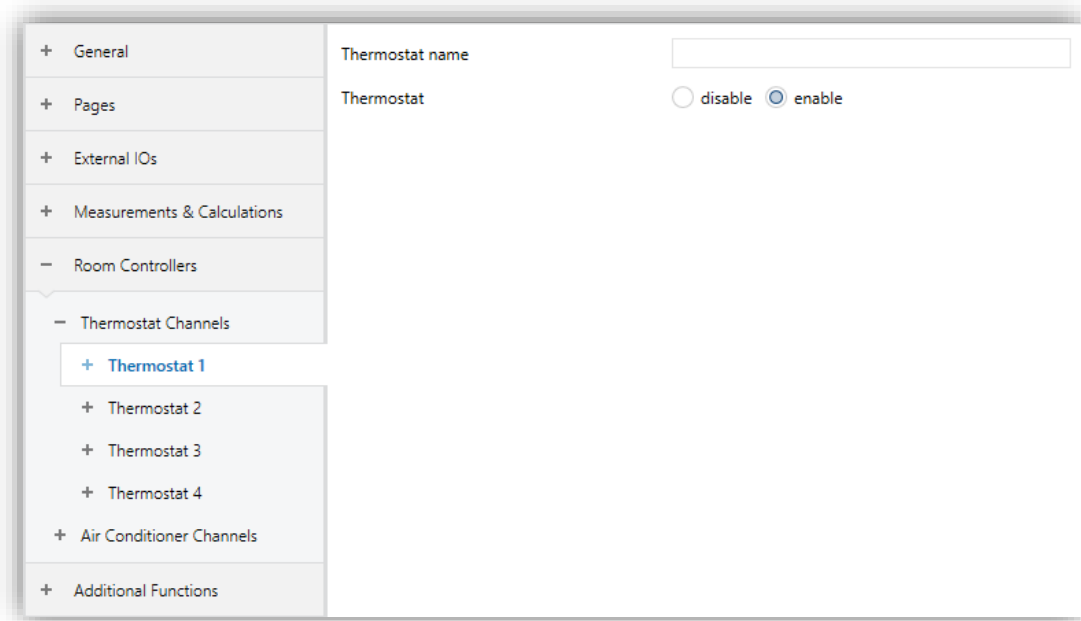 General
Pages
External IOs
Measurements & Calculations
Room Controllers
Thermostat Channels
Thermostat 1
Thermostat 2
Thermostat 3
Thermostat 4
Air Conditioner Channels
Additional Functions
Thermostat name
Thermostat disable enable